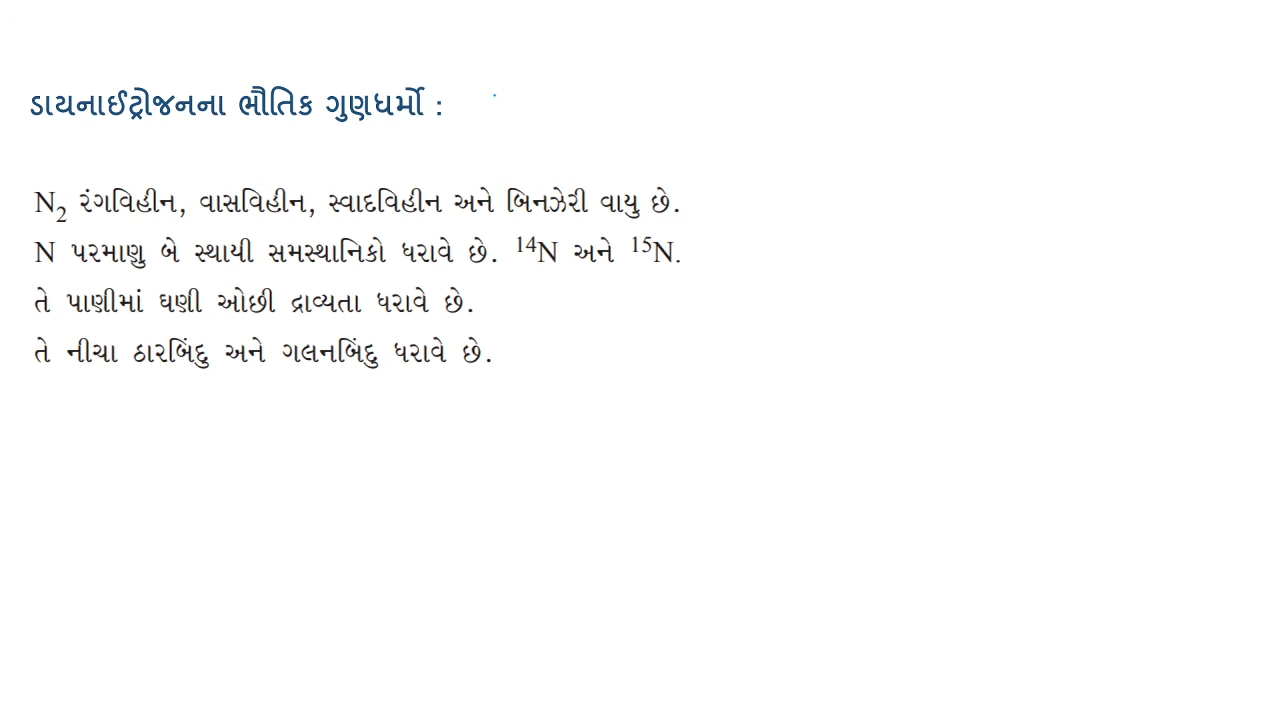 ડાયનાઈટ્રોજનના ભૌતિક ગુણધર્મો :
N₂ રંગવિહીન, વાસવિહીન, સ્વાદવિહીન અને બિનઝેરી વાયુ છે.
N પરમાણુ બે સ્થાયી સમસ્થાનિકો ધરાવે છે. ¹⁴N અને ¹⁵N.
તે પાણીમાં ઘણી ઓછી દ્રાવ્યતા ધરાવે છે.
તે નીચા ઠારબિંદુ અને ગલનબિંદુ ધરાવે છે.